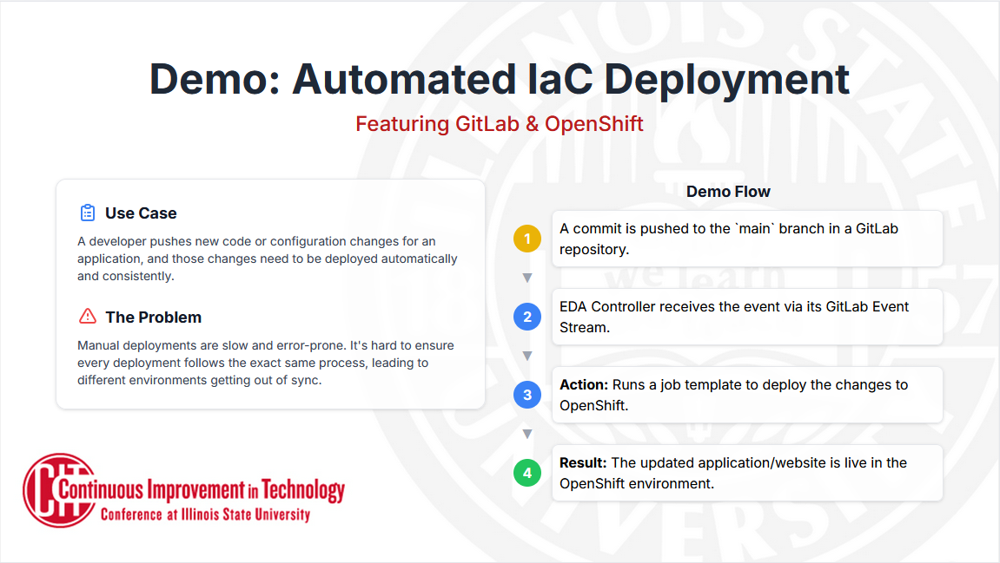 Demo: Automated IaC Deployment
Featuring GitLab & OpenShift
Use Case
A developer pushes new code or configuration changes for an
application, and those changes need to be deployed automatically
and consistently.
The Problem
Manual deployments are slow and error-prone. It's hard to ensure
every deployment follows the exact same process, leading to
different environments getting out of sync.
Demo Flow
1
A commit is pushed to the `main` branch in a GitLab
repository.
2
EDA Controller receives the event via its GitLab Event
Stream.
3
Action: Runs a job template to deploy the changes to
OpenShift.
4
Result: The updated application/website is live in the
OpenShift environment.
CIT
Continuous Improvement in Technology
Conference at Illinois State University
ILLINOIS STATE
UNIVERSITY
we learn
57